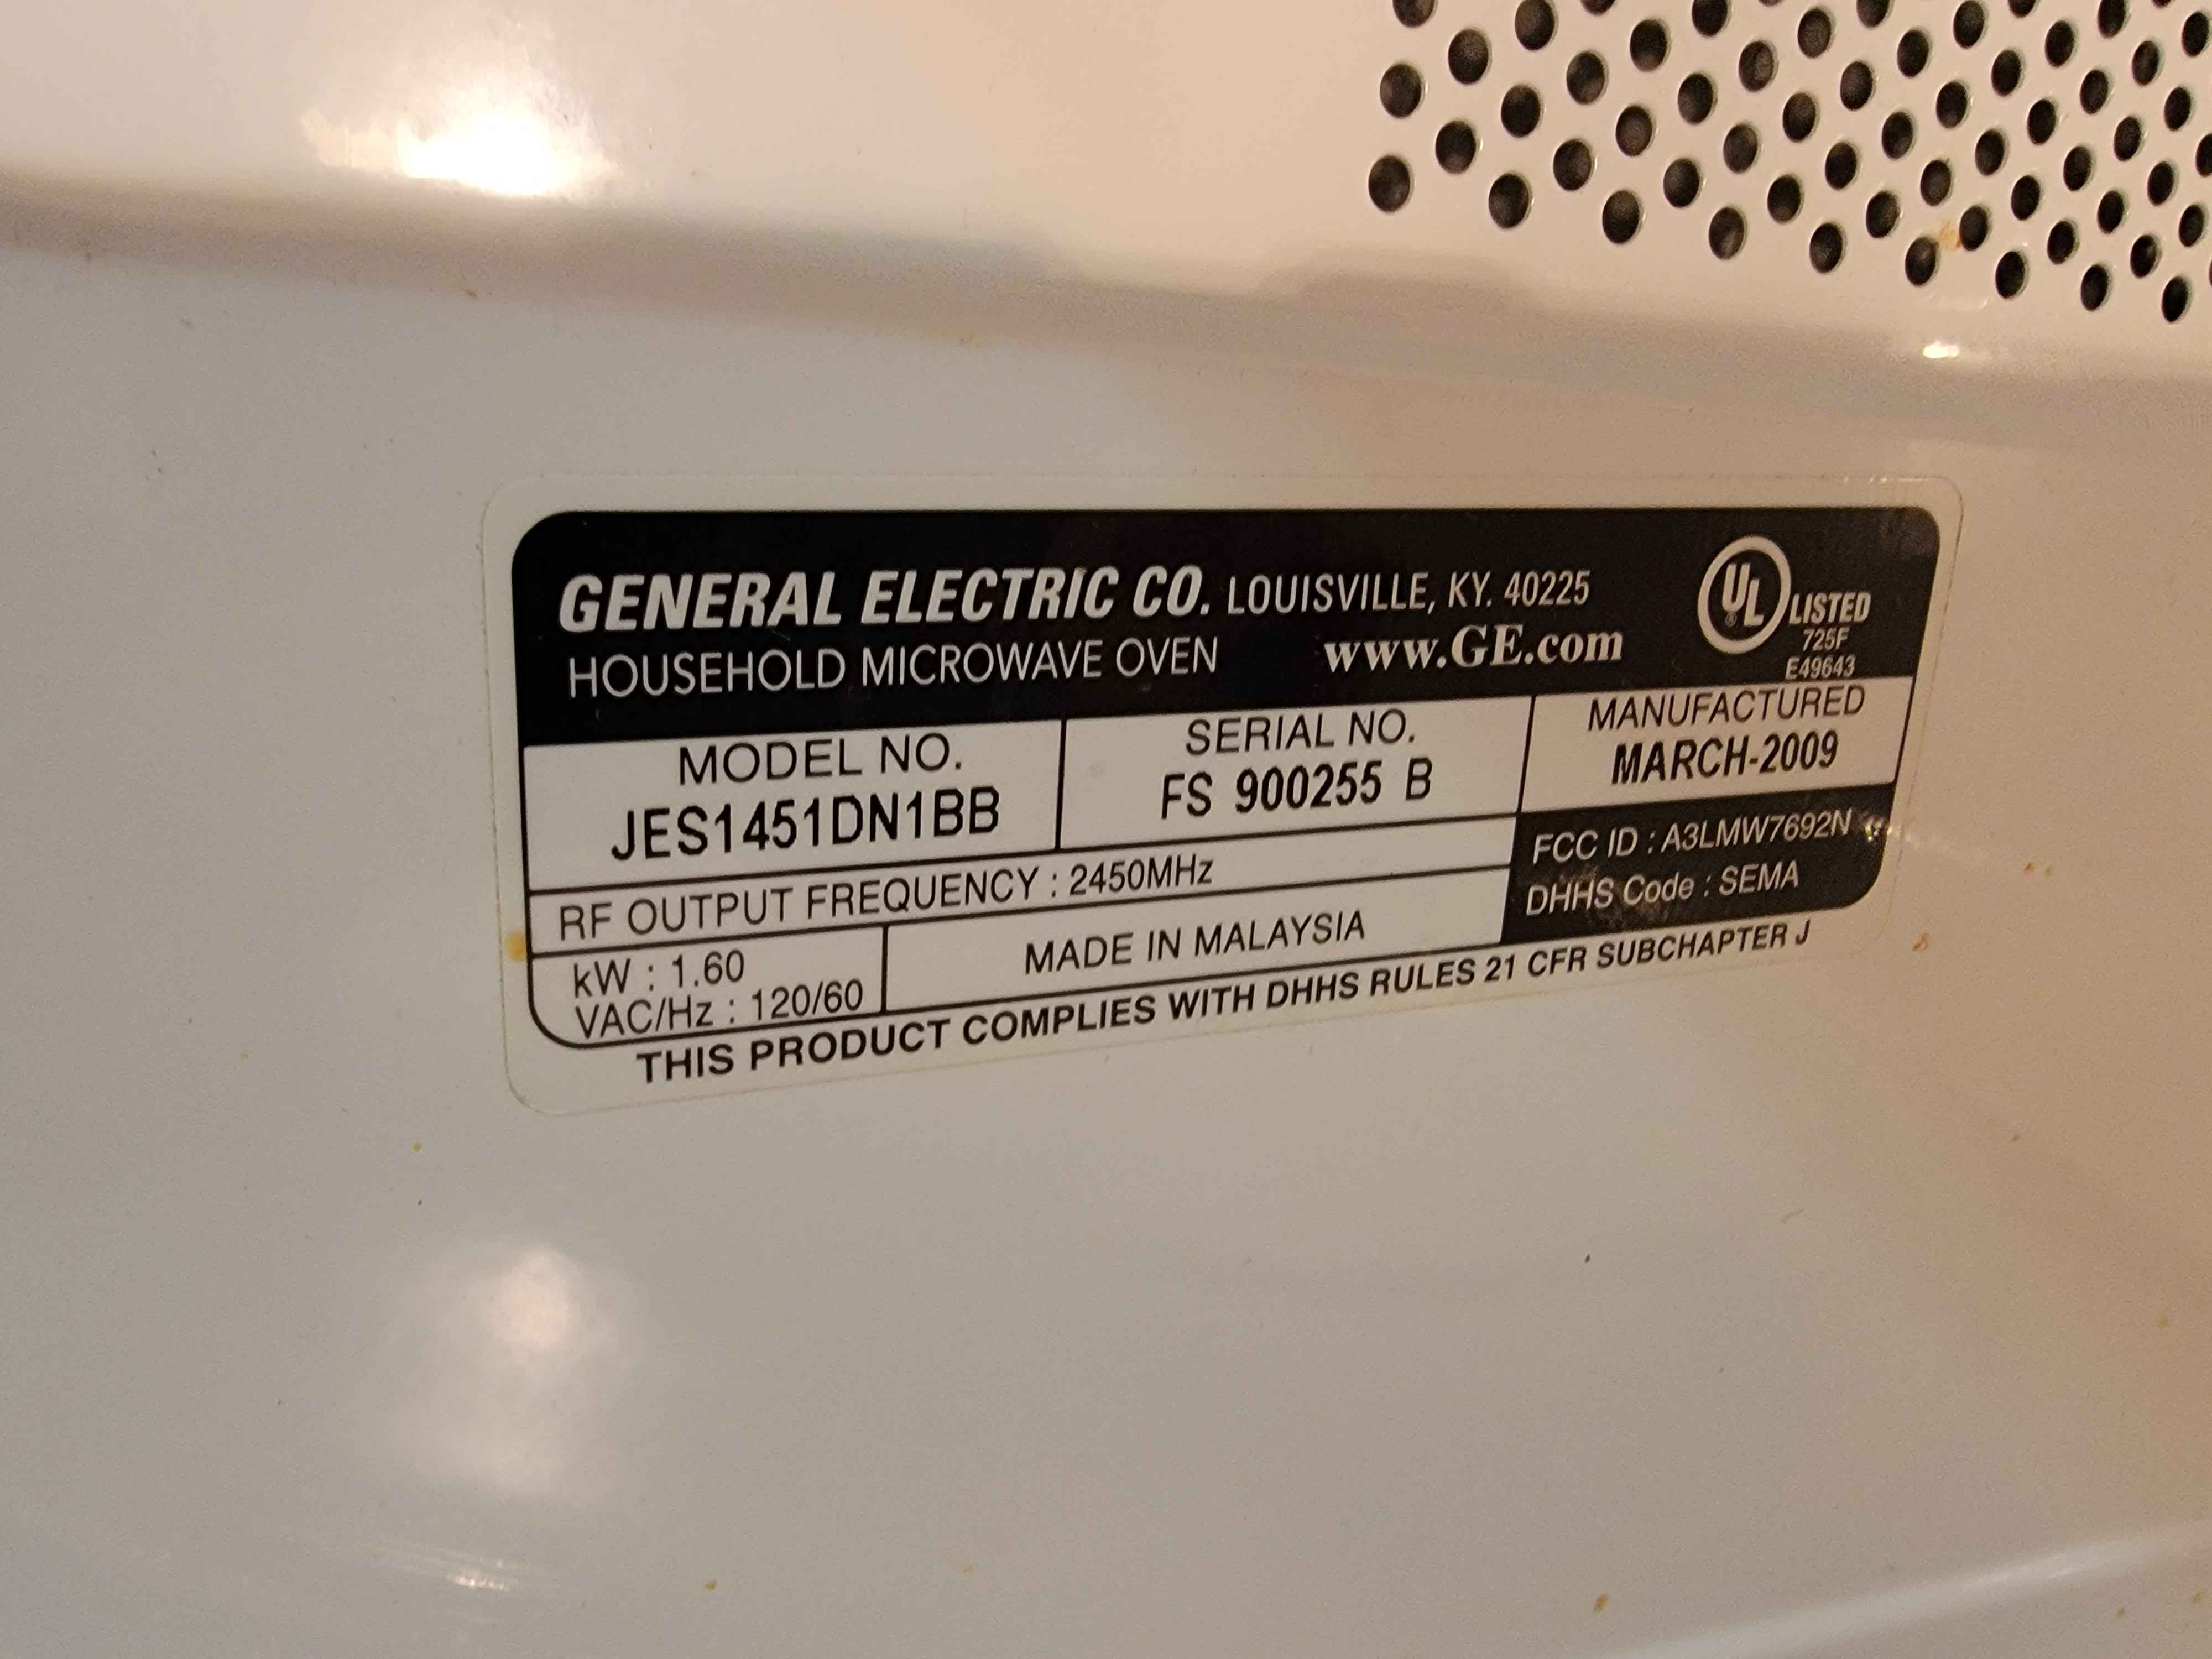 GENERAL ELECTRIC CO. LOUISVILLE, KY. 40225
HOUSEHOLD MICROWAVE OVEN www.GE.com
UL LISTED
725F
E49643
MODEL NO.
JES1451DN1BB
SERIAL NO.
FS 900255 B
MANUFACTURED
MARCH-2009
RF OUTPUT FREQUENCY : 2450MHz
FCC ID : A3LMW7692N
DHHS Code : SEMA
kW : 1.60
VAC/Hz : 120/60
MADE IN MALAYSIA
THIS PRODUCT COMPLIES WITH DHHS RULES 21 CFR SUBCHAPTER J